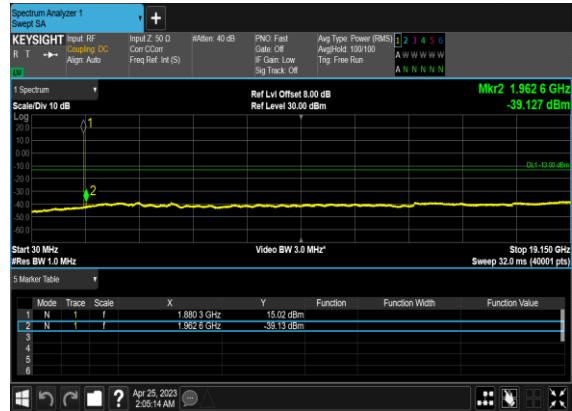 Spectrum Analyzer 1
Swept SA
+
KEYSIGHT Input: RF Input Z: 50 Ω #Atten: 40 dB PNO: Fast Avg Type: Power (RMS) 1 2 3 4 5 6
R T Coupling: DC Corr CCorr Gate: Off Avg|Hold: 100/100 A W W W W W
Align: Auto Freq Ref: Int (S) IF Gain: Low Trig: Free Run
Sig Track: Off A N N N N N
1 Spectrum Ref Lvl Offset 8.00 dB Mkr2 1.962 6 GHz
Scale/Div 10 dB Ref Level 30.00 dBm -39.127 dBm
Log
20.0
1
10.0
0.00
-10.0
DL1 -13.00 dBm
-20.0
-30.0
2
-40.0
-50.0
-60.0
Start 30 MHz Video BW 3.0 MHz* Stop 19.150 GHz
#Res BW 1.0 MHz Sweep 32.0 ms (40001 pts)
5 Marker Table
Mode Trace Scale X Y Function Function Width Function Value
1 N 1 f 1.880 3 GHz 15.02 dBm
2 N 1 f 1.962 6 GHz -39.13 dBm
3
4
5
6
? Apr 25, 2023
2:05:14 AM